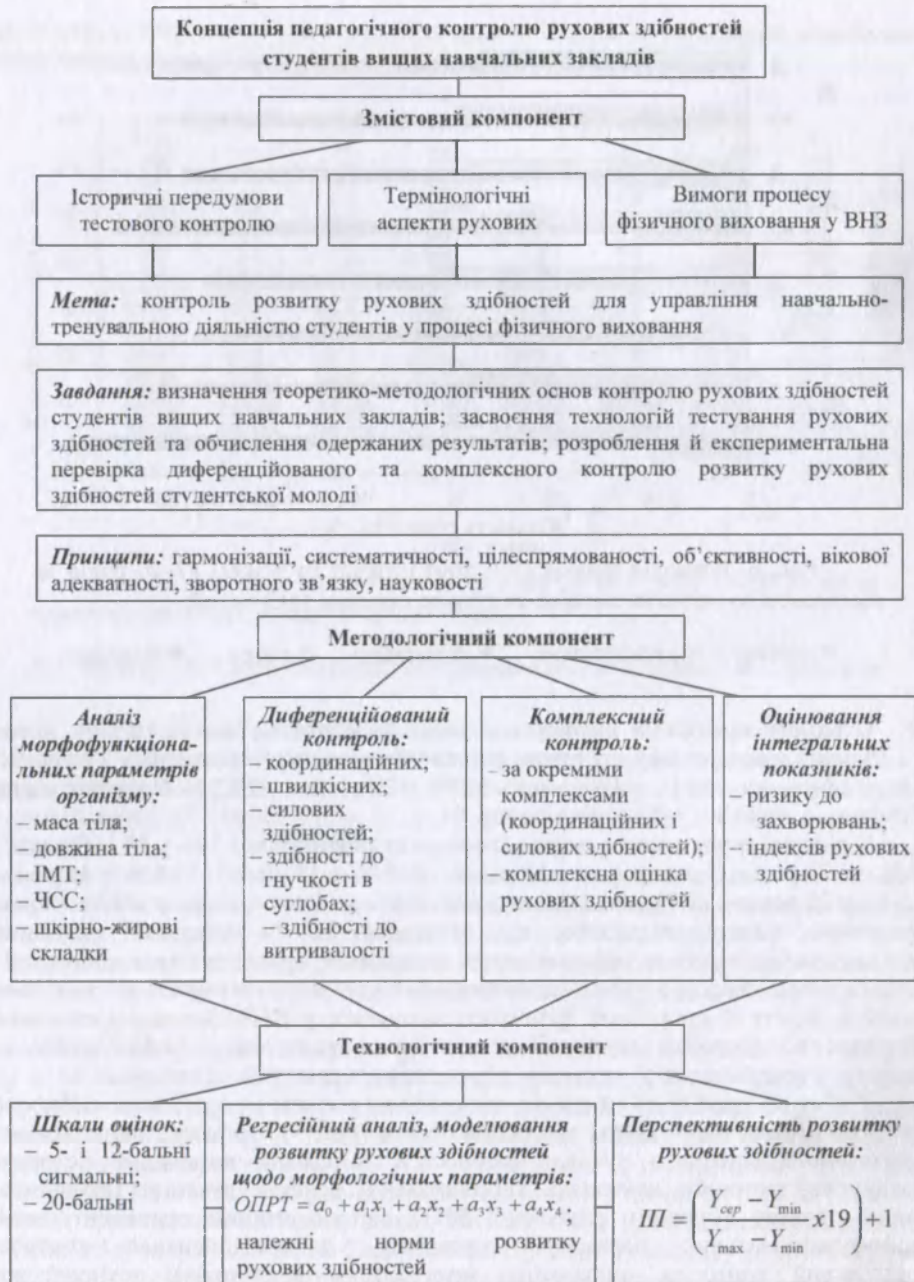 Концепція педагогічного контролю рухових здібностей
студентів вищих навчальних закладів
Змістовий компонент
Історичні передумови
тестового контролю
Термінологічні
аспекти рухових
Вимоги процесу
фізичного виховання у ВНЗ
Мета: контроль розвитку рухових здібностей для управління навчально-
тренувальною діяльністю студентів у процесі фізичного виховання
Завдання: визначення теоретико-методологічних основ контролю рухових здібностей
студентів вищих навчальних закладів; засвоєння технологій тестування рухових
здібностей та обчислення одержаних результатів; розроблення й експериментальна
перевірка диференційованого та комплексного контролю розвитку рухових
здібностей студентської молоді
Принципи: гармонізації, систематичності, цілеспрямованості, об’єктивності, вікової
адекватності, зворотного зв’язку, науковості
Методологічний компонент
Аналіз
морфофункціона-
льних параметрів
організму:
– маса тіла;
– довжина тіла;
– ІМТ;
– ЧСС;
– шкірно-жирові
складки
Диференційований
контроль:
– координаційних;
– швидкісних;
– силових
здібностей;
– здібності до
гнучкості в
суглобах;
– здібності до
витривалості
Комплексний
контроль:
– за окремими
комплексами
(координаційних і
силових здібностей);
– комплексна оцінка
рухових здібностей
Оцінювання
інтегральних
показників:
– ризику до
захворювань;
– індексів рухових
здібностей
Технологічний компонент
Шкали оцінок:
– 5- і 12-бальні
сигмальні;
– 20-бальні
Регресійний аналіз, моделювання
розвитку рухових здібностей
щодо морфологічних параметрів:
= a₀ + a₁x₁ + a₂x₂ + a₃x₃ + a₄x₄;
належні норми розвитку
рухових здібностей
Перспективність розвитку
рухових здібностей: